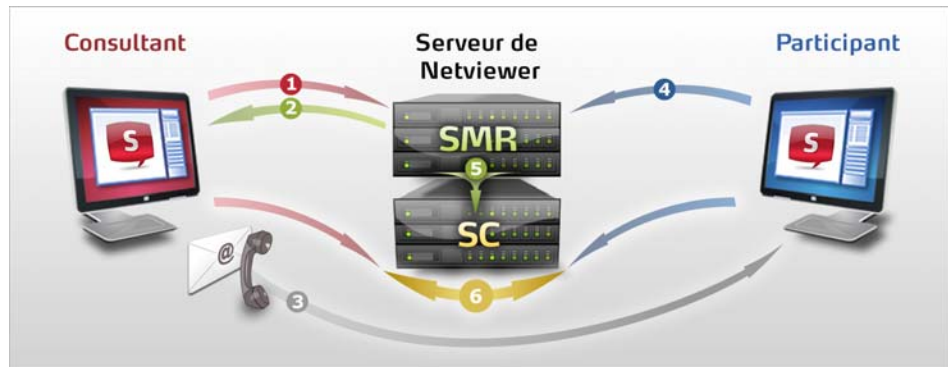 Consultant
Serveur de
Netviewer
Participant
1
2
4
S
S
SMR
5
SC
@
3
6